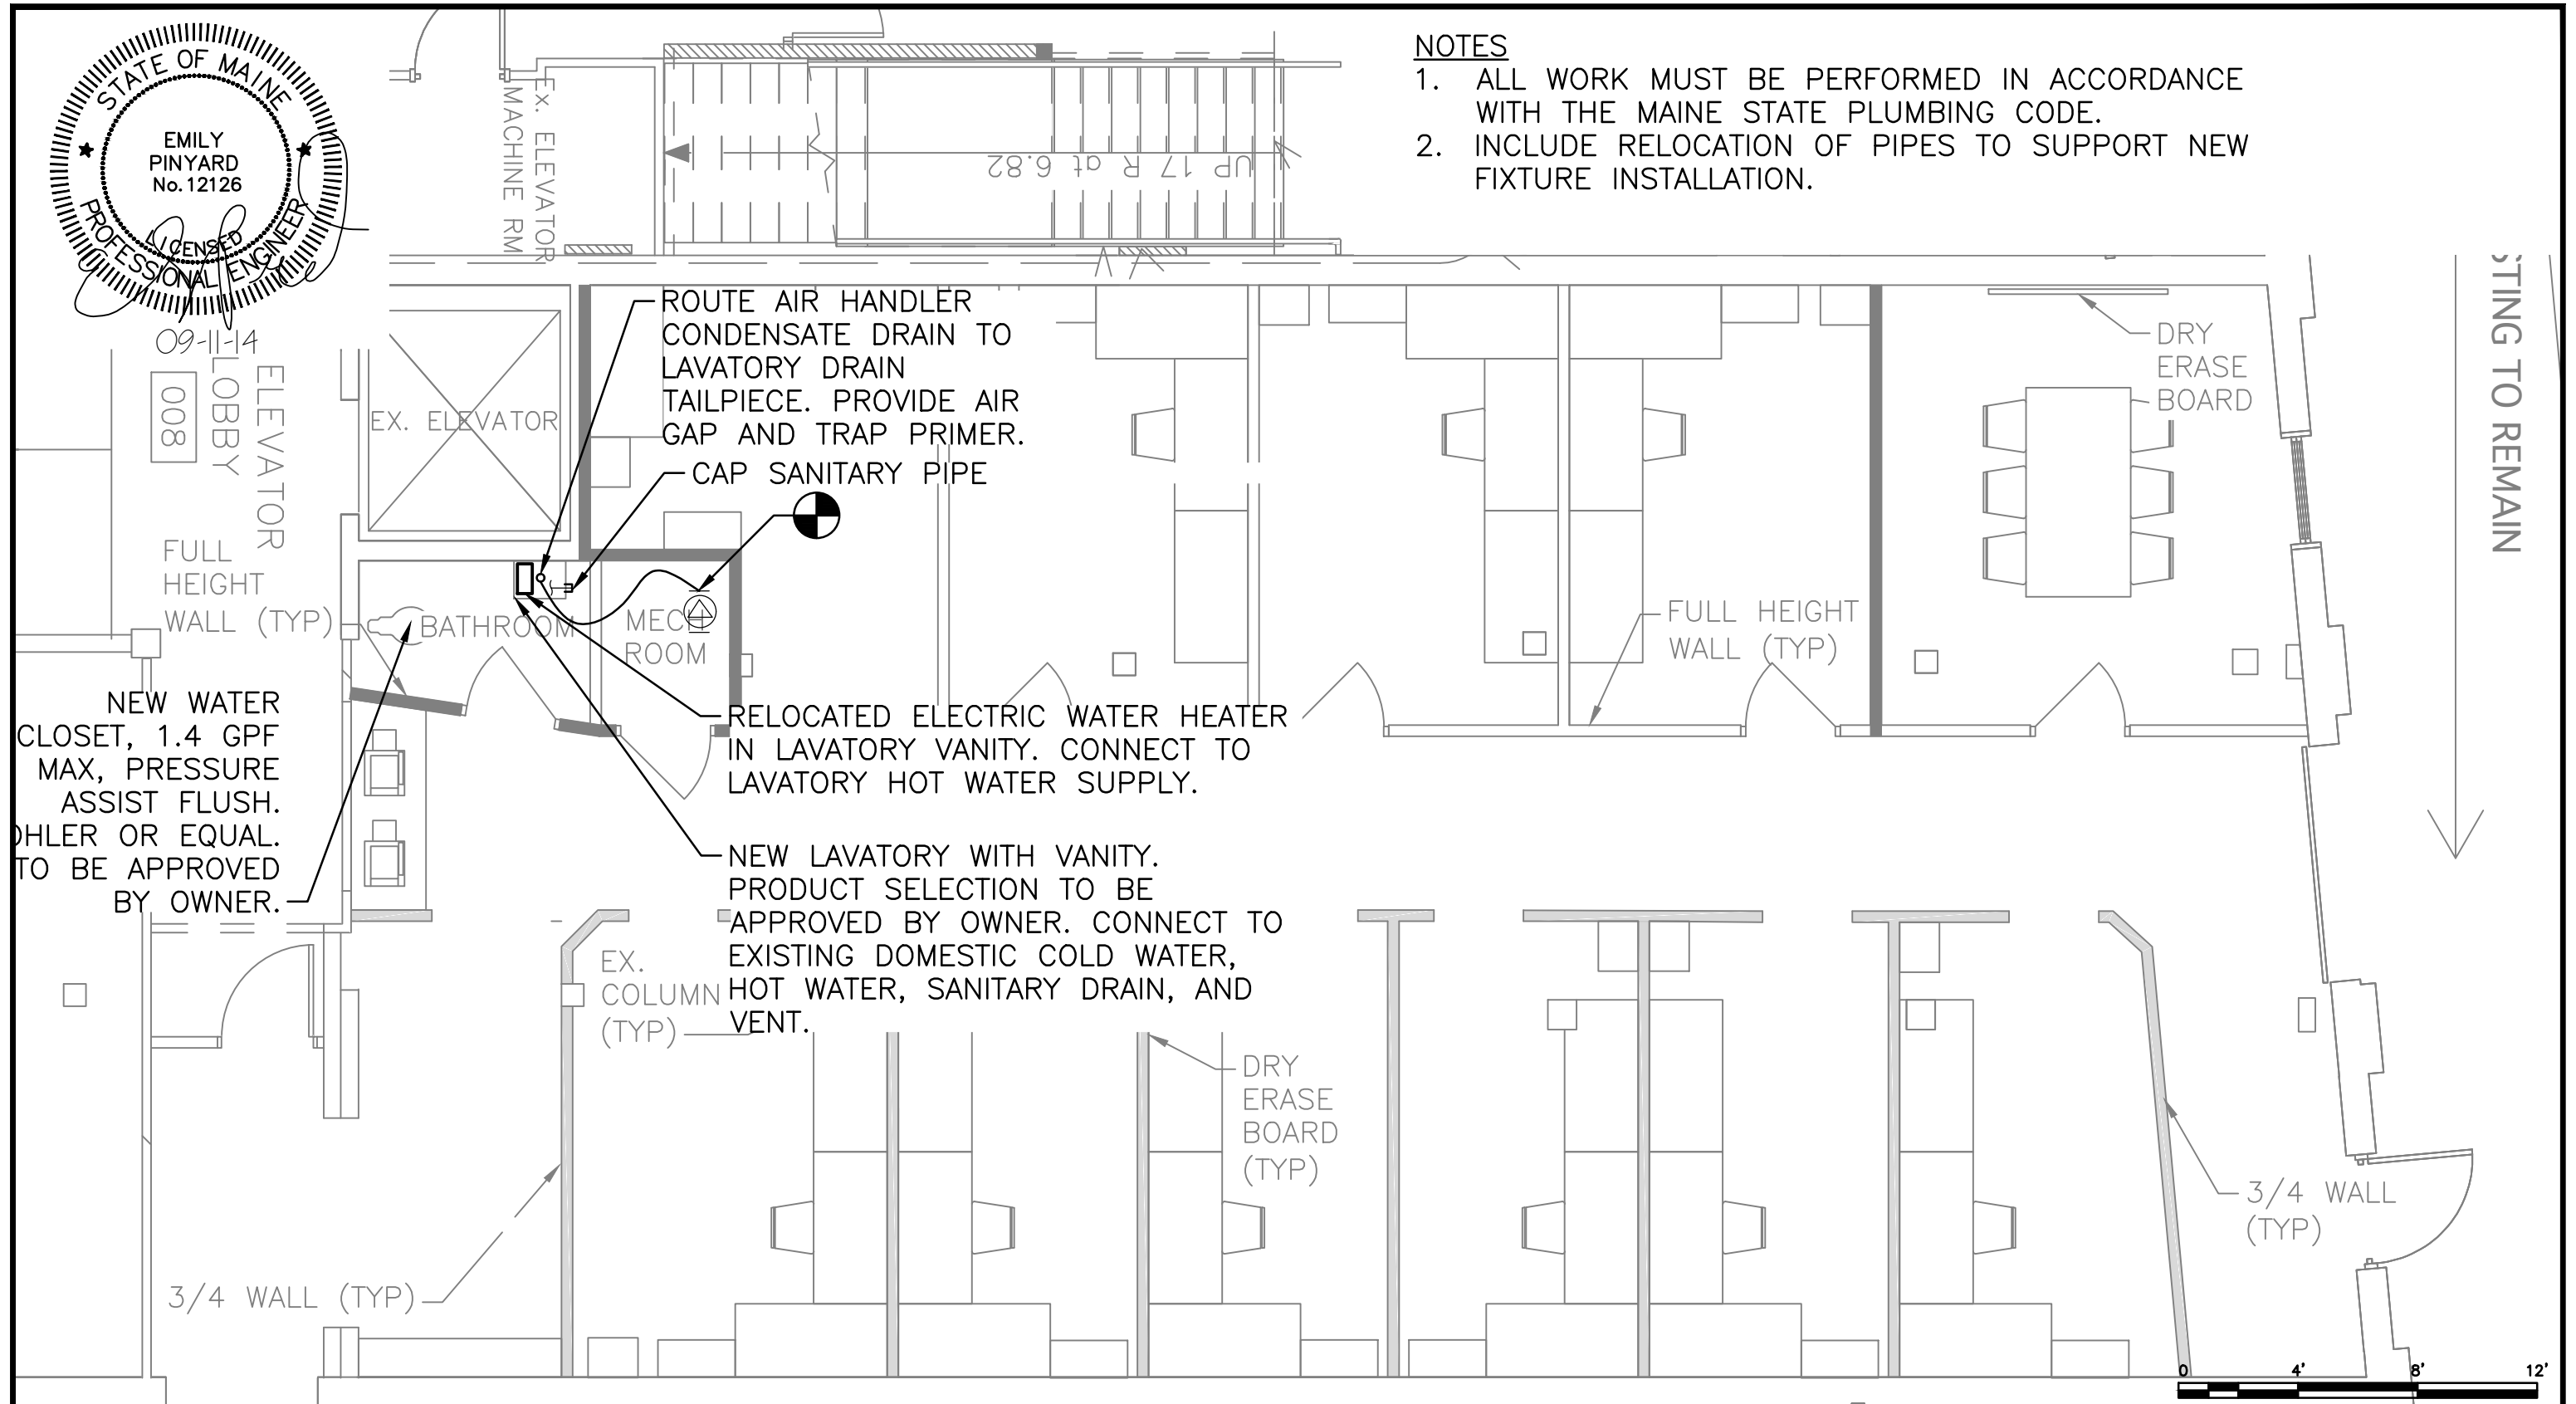 STATE OF MAINE
EMILY
PINYARD
No. 12126
LICENSED
PROFESSIONAL ENGINEER
09-11-14
NOTES
1. ALL WORK MUST BE PERFORMED IN ACCORDANCE
WITH THE MAINE STATE PLUMBING CODE.
2. INCLUDE RELOCATION OF PIPES TO SUPPORT NEW
FIXTURE INSTALLATION.
Ex. ELEVATOR
MACHINE RM
UP 17 R at 6.82
ROUTE AIR HANDLER
CONDENSATE DRAIN TO
LAVATORY DRAIN
TAILPIECE. PROVIDE AIR
GAP AND TRAP PRIMER.
CAP SANITARY PIPE
ELEVATOR
LOBBY
008
EX. ELEVATOR
FULL
HEIGHT
WALL (TYP)
BATHROOM
MECH
ROOM
DRY
ERASE
BOARD
STING TO REMAIN
FULL HEIGHT
WALL (TYP)
NEW WATER
CLOSET, 1.4 GPF
MAX, PRESSURE
ASSIST FLUSH.
OHLER OR EQUAL.
TO BE APPROVED
BY OWNER.
RELOCATED ELECTRIC WATER HEATER
IN LAVATORY VANITY. CONNECT TO
LAVATORY HOT WATER SUPPLY.
NEW LAVATORY WITH VANITY.
PRODUCT SELECTION TO BE
APPROVED BY OWNER. CONNECT TO
EXISTING DOMESTIC COLD WATER,
HOT WATER, SANITARY DRAIN, AND
VENT.
EX.
COLUMN
(TYP)
DRY
ERASE
BOARD
(TYP)
3/4 WALL (TYP)
3/4 WALL
(TYP)
0 4' 8' 12'